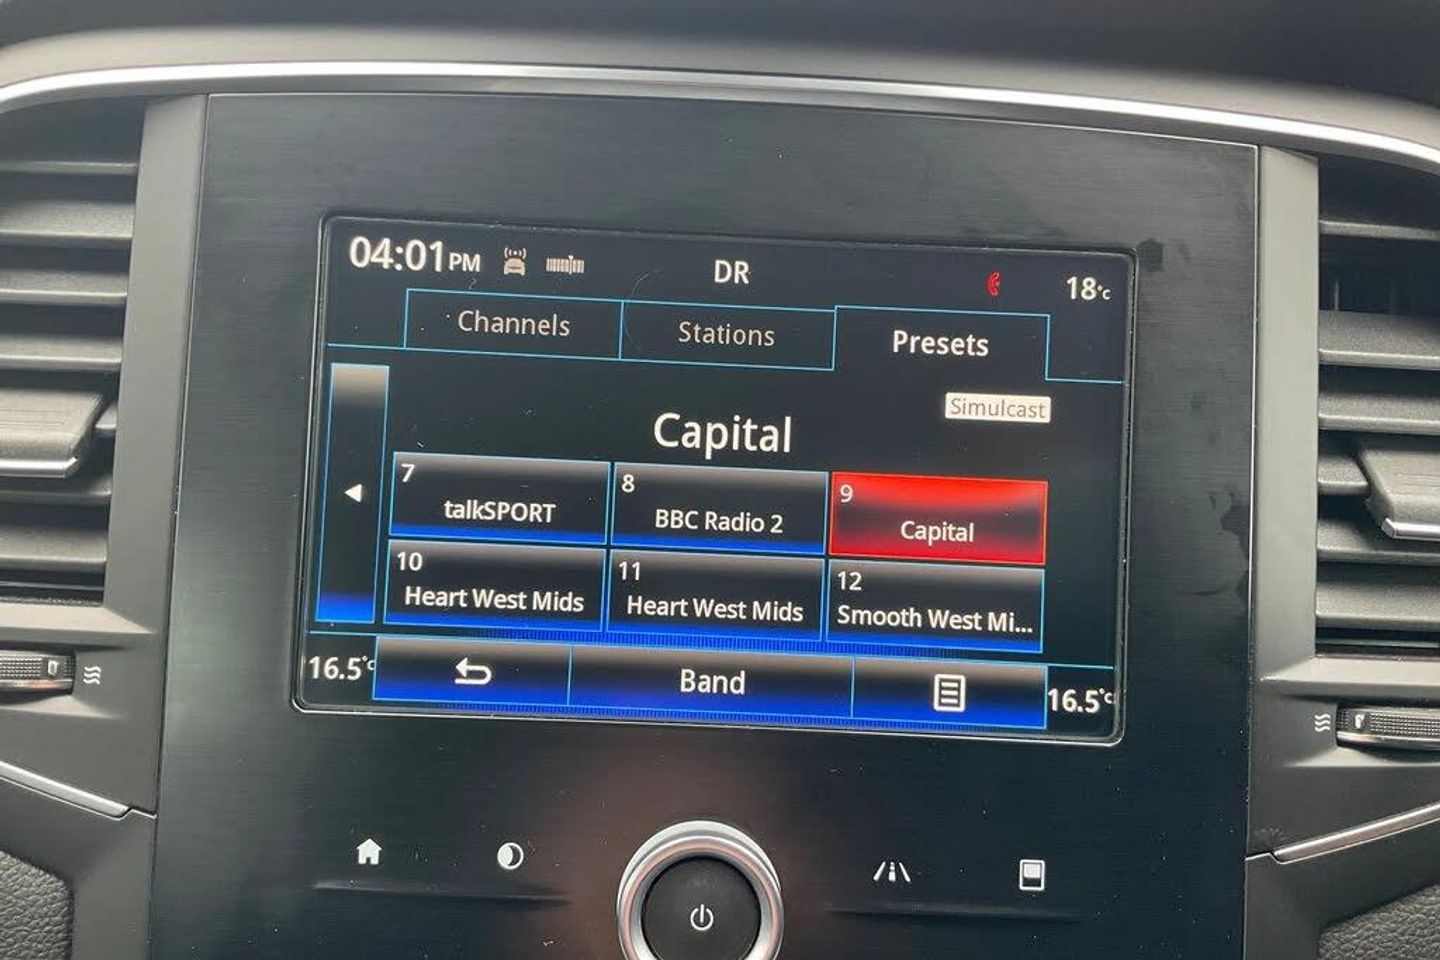 04:01PM DR 18°C
Channels Stations Presets
Simulcast
Capital
7 8 9
talkSPORT BBC Radio 2 Capital
10 11 12
Heart West Mids Heart West Mids Smooth West Mi...
16.5°C Band 16.5°C